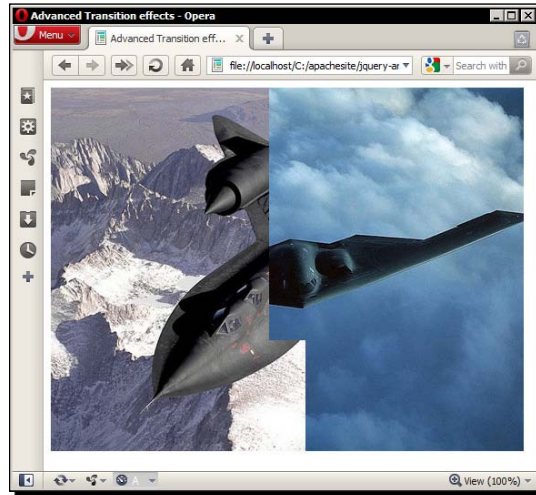 Advanced Transition effects - Opera
Menu
Advanced Transition eff...
file://localhost/C:/apachesite/jquery-ar
Search with
View (100%)